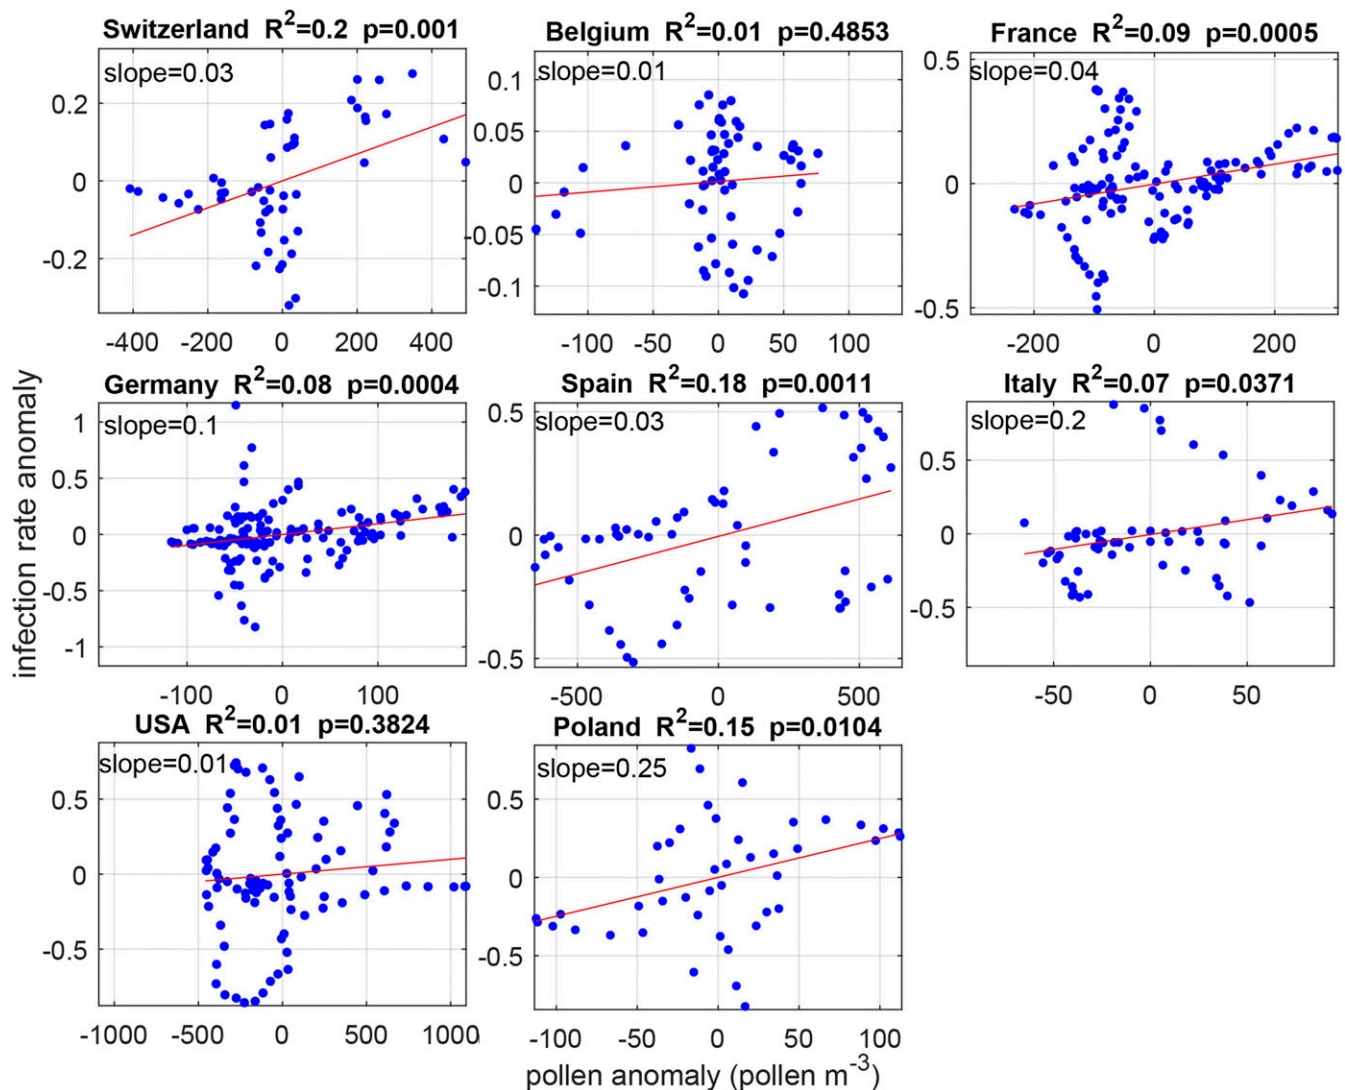 Switzerland R²=0.2 p=0.001
slope=0.03
0.2
0
-0.2
-400 -200 0 200 400
Belgium R²=0.01 p=0.4853
slope=0.01
0.1
0.05
0
-0.05
-0.1
-100 -50 0 50 100
France R²=0.09 p=0.0005
slope=0.04
0.5
0
-0.5
-200 0 200
infection rate anomaly
Germany R²=0.08 p=0.0004
slope=0.1
1
0.5
0
-0.5
-1
-100 0 100
Spain R²=0.18 p=0.0011
slope=0.03
0.5
0
-0.5
-500 0 500
Italy R²=0.07 p=0.0371
slope=0.2
0.5
0
-0.5
-50 0 50
USA R²=0.01 p=0.3824
slope=0.01
0.5
0
-0.5
-1000 -500 0 500 1000
Poland R²=0.15 p=0.0104
slope=0.25
0.5
0
-0.5
-100 -50 0 50 100
pollen anomaly (pollen m⁻³)